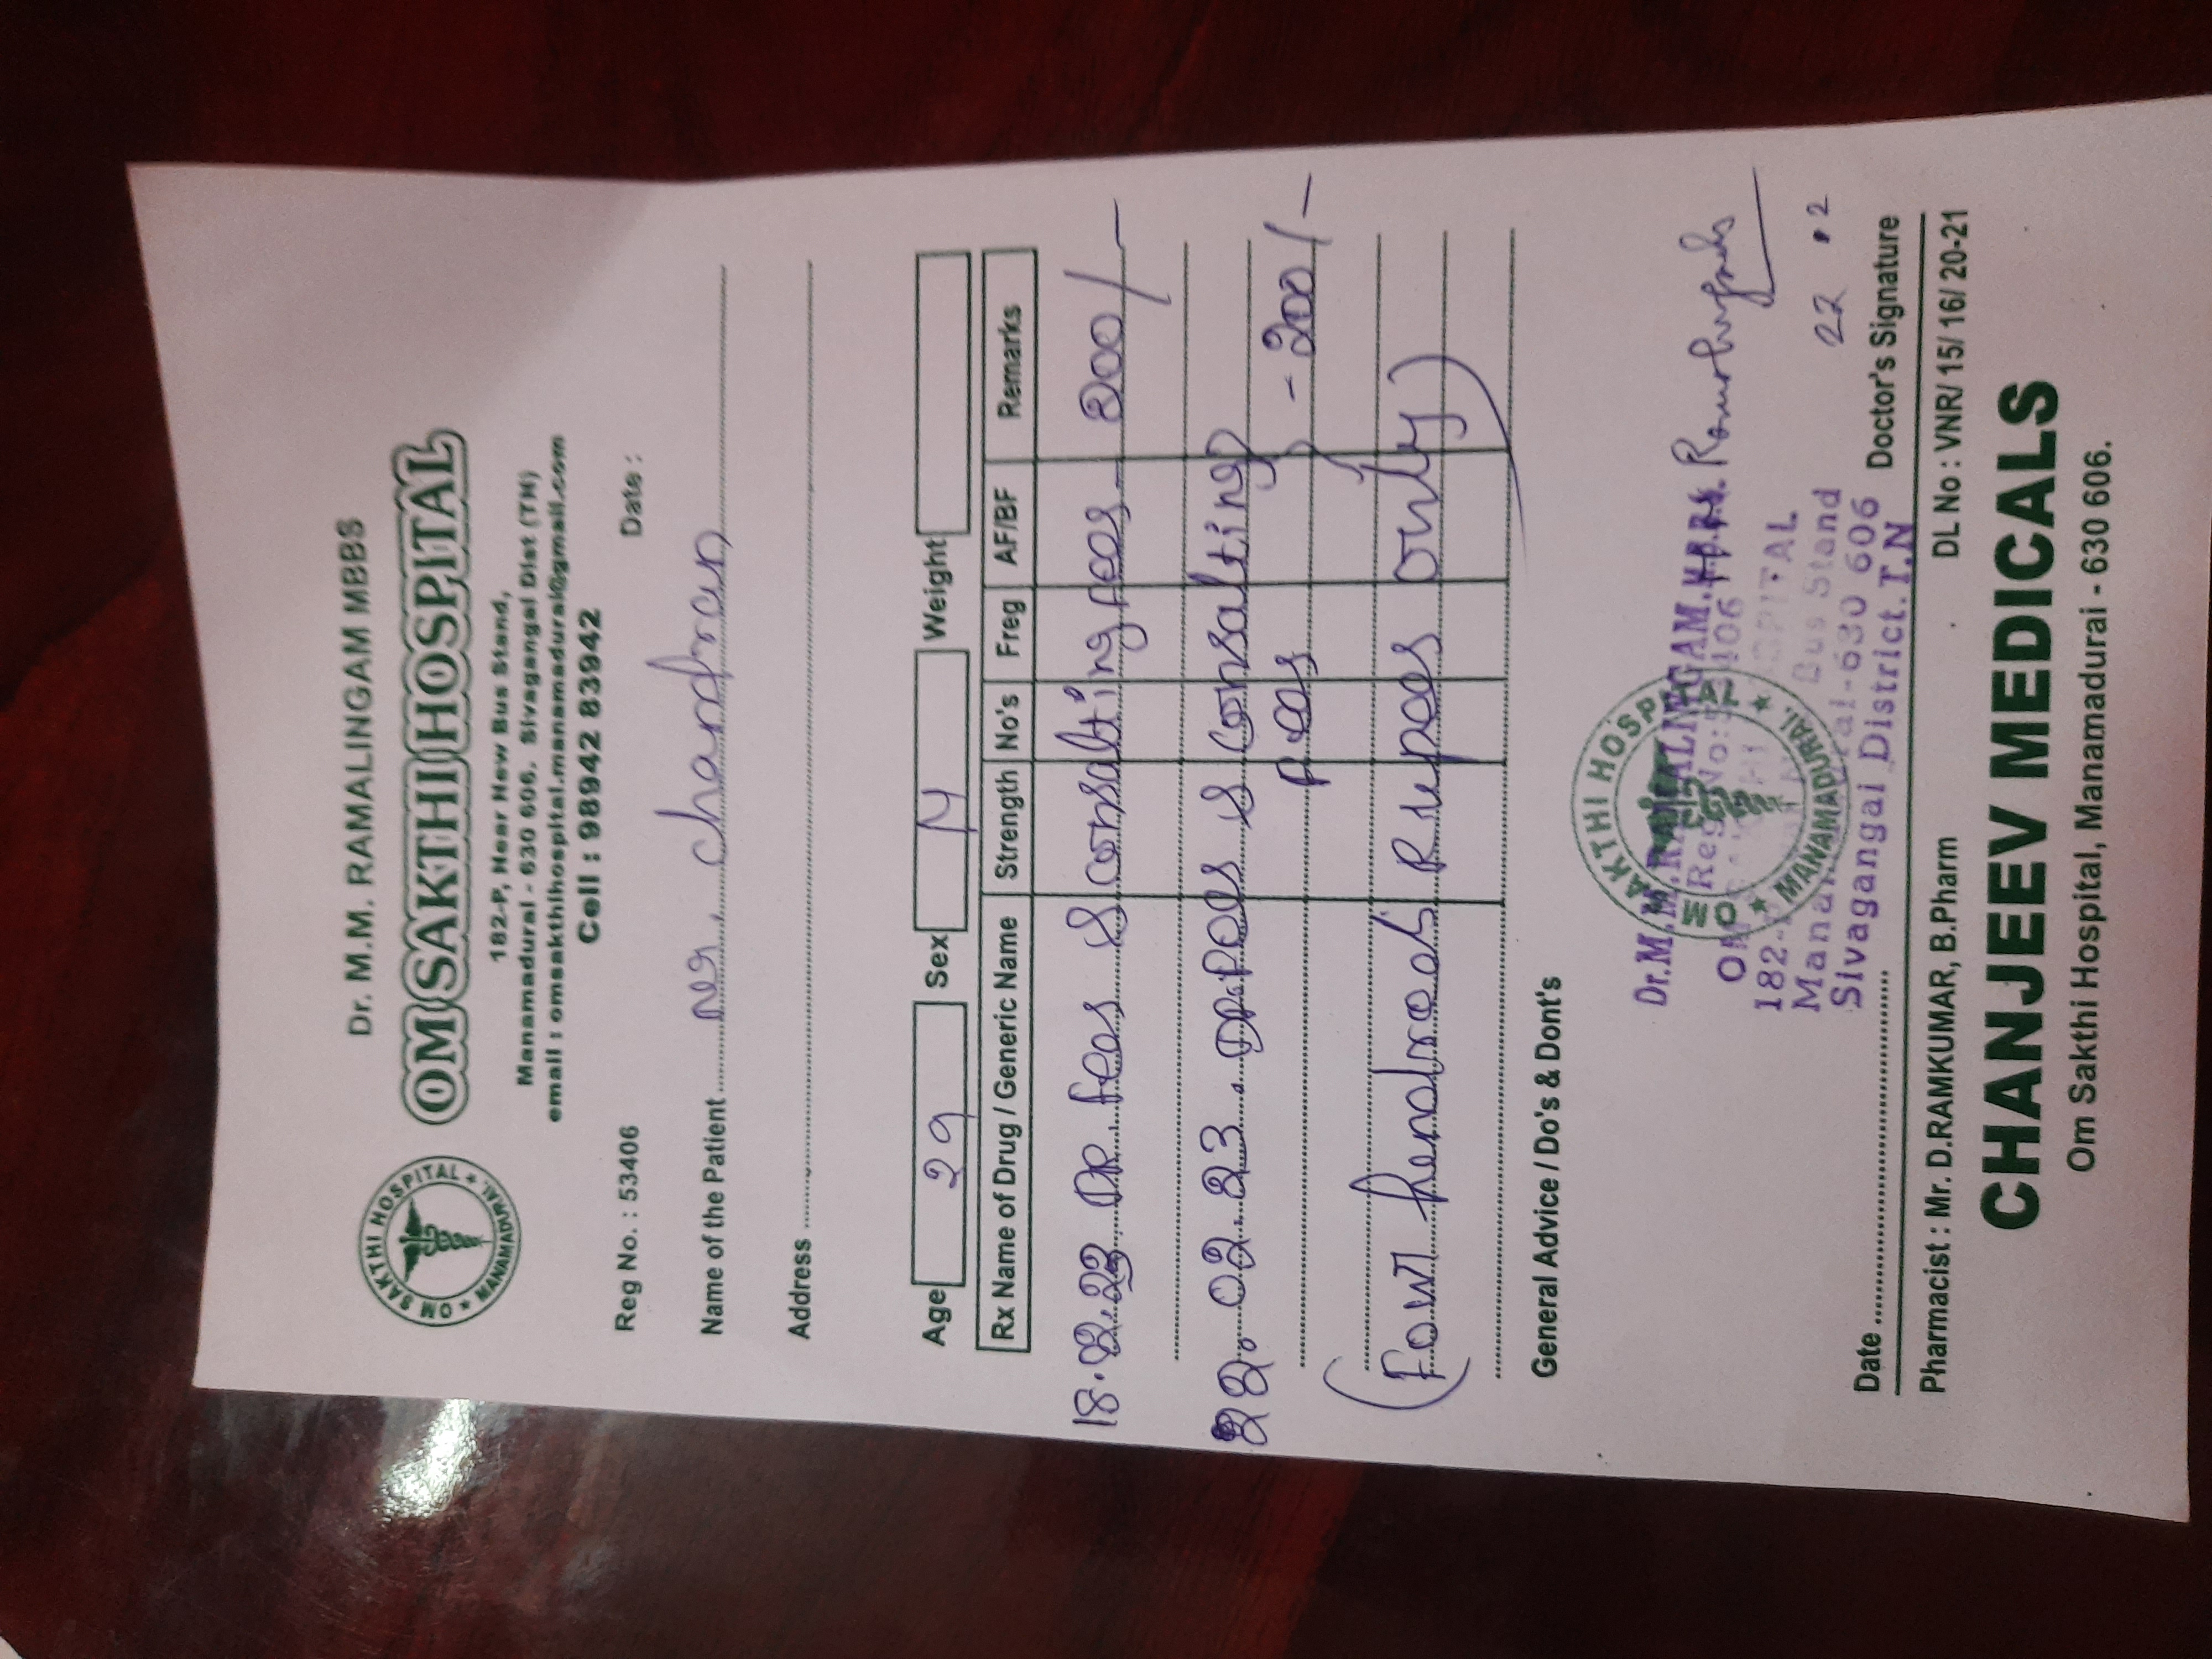 Dr. M.M. RAMALINGAM MBBS
OM SAKTHI HOSPITAL
★ OM SAKTHI HOSPITAL ★ MANAMADURAI.
182-P, Near New Bus Stand,
Manamadurai - 630 606. Sivagangai Dist (TN)
email : omsakthihospital.manamadurai@gmail.com
Cell : 98942 83942
Reg No. : 53406 Date :
Name of the Patient Mr. Chandran
Address
Age 29 Sex M Weight
Rx Name of Drug / Generic Name Strength No's Freg AF/BF Remarks
18.02.23 DR. Fees & consalting fees - 200/-
22. 02.23. DR. Fees & Consalting
fees - 200/-
(Four hendreds Rupees only)
General Advice / Do's & Dont's
OM SAKTHI HOSPITAL ★ MANAMADURAI. ★
Dr.M.M.RAMALINGAM.M.B.B.S.
Reg No:53406
OM SAKTHI HOSPITAL
182-P, Near New Bus Stand
Manamadurai-630 606
Sivagangai District.T.N
M.M. Ramalingam
22 . 2
Date Doctor's Signature
Pharmacist : Mr. D.RAMKUMAR, B.Pharm DL No : VNR/ 15/ 16/ 20-21
CHANJEEV MEDICALS
Om Sakthi Hospital, Manamadurai - 630 606.